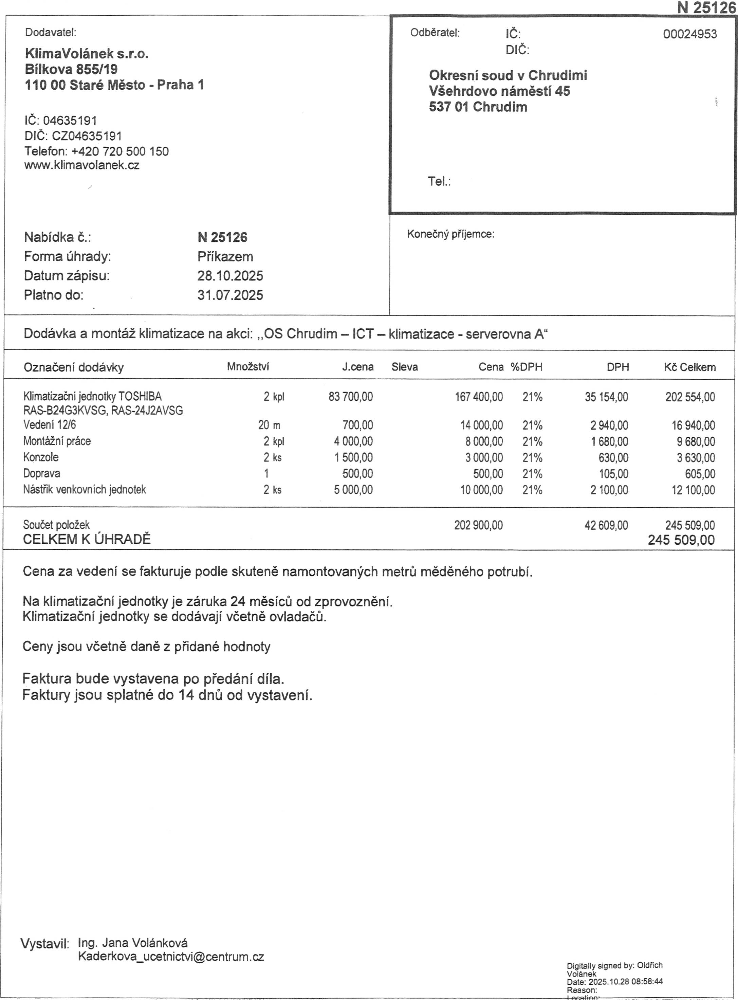 N 25126
Dodavatel:
KlimaVolánek s.r.o.
Bílkova 855/19
110 00 Staré Město - Praha 1
IČ: 04635191
DIČ: CZ04635191
Telefon: +420 720 500 150
www.klimavolanek.cz
Odběratel: IČ: 00024953
DIČ:
Okresní soud v Chrudimi
Všehrdovo náměstí 45
537 01 Chrudim
Tel.:
Nabídka č.: N 25126
Forma úhrady: Příkazem
Datum zápisu: 28.10.2025
Platno do: 31.07.2025
Konečný příjemce:
Dodávka a montáž klimatizace na akci: ,,OS Chrudim – ICT – klimatizace - serverovna A“
Označení dodávky Množství J.cena Sleva Cena %DPH DPH Kč Celkem
Klimatizační jednotky TOSHIBA 2 kpl 83 700,00 167 400,00 21% 35 154,00 202 554,00
RAS-B24G3KVSG, RAS-24J2AVSG
Vedení 12/6 20 m 700,00 14 000,00 21% 2 940,00 16 940,00
Montážní práce 2 kpl 4 000,00 8 000,00 21% 1 680,00 9 680,00
Konzole 2 ks 1 500,00 3 000,00 21% 630,00 3 630,00
Doprava 1 500,00 500,00 21% 105,00 605,00
Nástřik venkovních jednotek 2 ks 5 000,00 10 000,00 21% 2 100,00 12 100,00
Součet položek 202 900,00 42 609,00 245 509,00
CELKEM K ÚHRADĚ 245 509,00
Cena za vedení se fakturuje podle skuteně namontovaných metrů měděného potrubí.
Na klimatizační jednotky je záruka 24 měsíců od zprovoznění.
Klimatizační jednotky se dodávají včetně ovladačů.
Ceny jsou včetně daně z přidané hodnoty
Faktura bude vystavena po předání díla.
Faktury jsou splatné do 14 dnů od vystavení.
Vystavil: Ing. Jana Volánková
Kaderkova_ucetnictvi@centrum.cz
Digitally signed by: Oldřich
Volánek
Date: 2025.10.28 08:58:44
Reason:
Location: